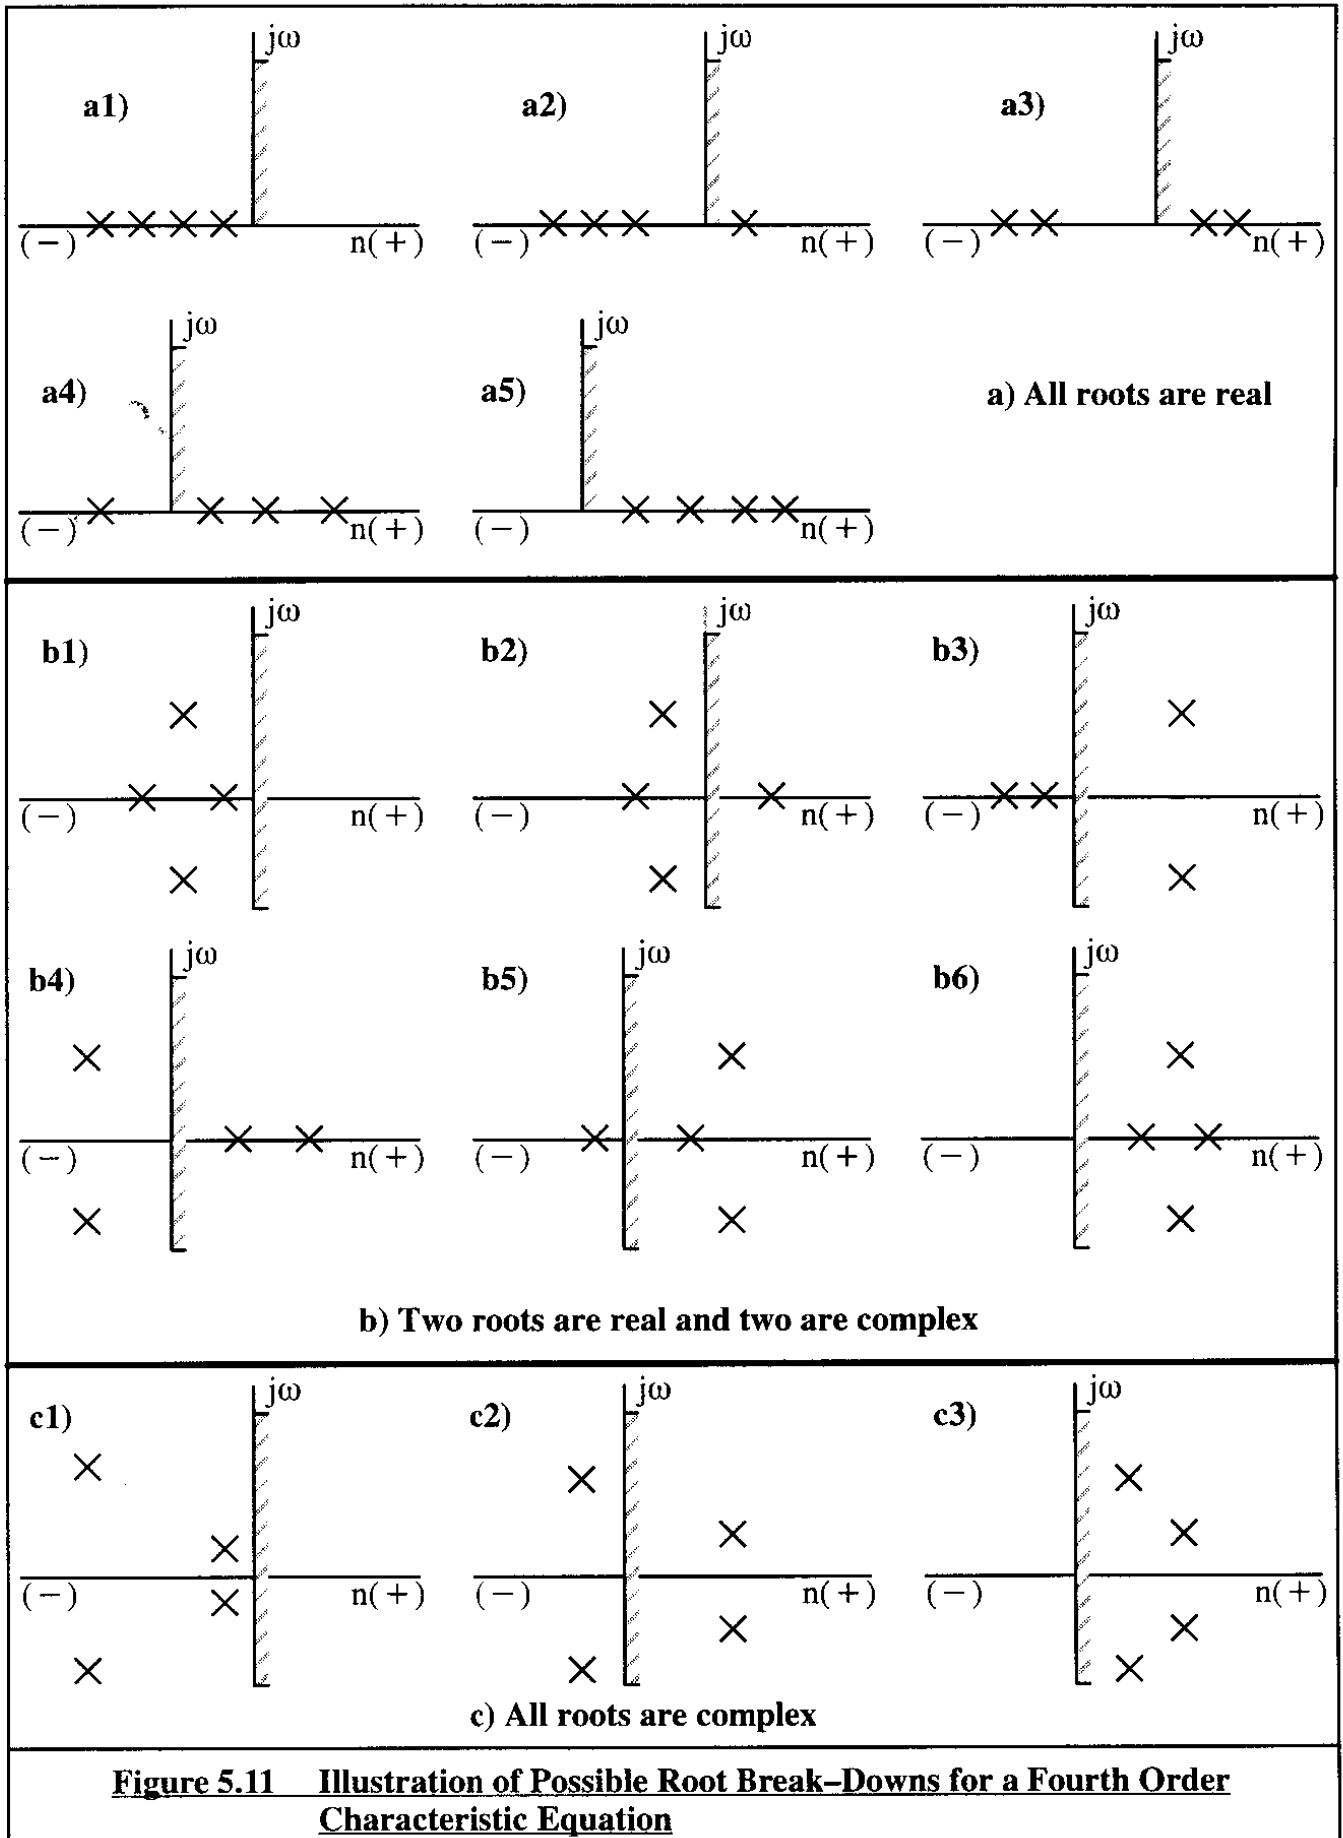 jω
jω
jω
a1)
a2)
a3)
(−)
n(+)
(−)
n(+)
(−)
n(+)
jω
jω
a4)
a5)
a) All roots are real
(−)
n(+)
(−)
n(+)
jω
jω
jω
b1)
b2)
b3)
(−)
n(+)
(−)
n(+)
(−)
n(+)
jω
jω
jω
b4)
b5)
b6)
(−)
n(+)
(−)
n(+)
(−)
n(+)
b) Two roots are real and two are complex
jω
jω
jω
c1)
c2)
c3)
(−)
n(+)
(−)
n(+)
(−)
n(+)
c) All roots are complex
Figure 5.11 Illustration of Possible Root Break–Downs for a Fourth Order
Characteristic Equation